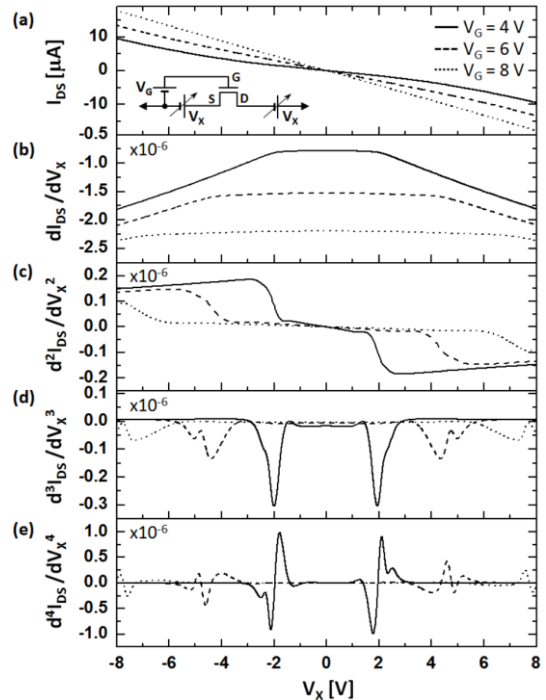 (a)
I_DS [µA]
10
0
-10
V_G = 4 V
V_G = 6 V
V_G = 8 V
V_G
G
S
D
V_X
V_X
(b)
dI_DS/dV_X
x10^-6
-0.5
-1.0
-1.5
-2.0
-2.5
(c)
d²I_DS/dV_X²
x10^-6
0.2
0.1
0.0
-0.1
-0.2
(d)
d³I_DS/dV_X³
x10^-6
0.1
0.0
-0.1
-0.2
-0.3
(e)
d⁴I_DS/dV_X⁴
x10^-6
1.0
0.5
0.0
-0.5
-1.0
-8 -6 -4 -2 0 2 4 6 8
V_X [V]